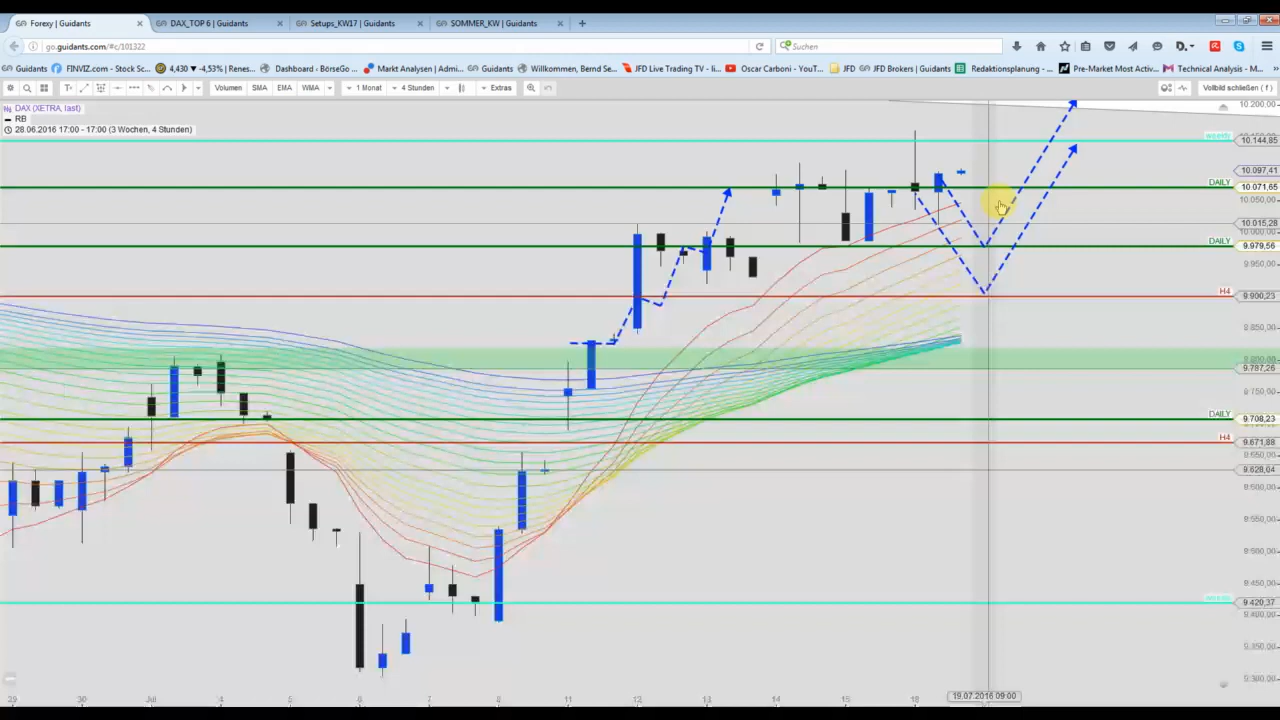 Forexy | Guidants
DAX_TOP 6 | Guidants
Setups_KW17 | Guidants
SOMMER_KW | Guidants
go.guidants.com/#c/101322
Suchen
Guidants
FINVIZ.com - Stock Sc...
4,430 ▼ -4,53% | Renes...
Dashboard - BörseGo ...
Markt Analysen | Admi...
Guidants
Willkommen, Bernd Se...
JFD Live Trading TV - li...
Oscar Carboni - YouT...
JFD
JFD Brokers | Guidants
Redaktionsplanung - ...
Pre-Market Most Activ...
Technical Analysis - M...
Volumen
SMA
EMA
WMA
1 Monat
4 Stunden
Extras
Vollbild schließen ( f )
DAX (XETRA, last)
RB
28.06.2016 17:00 - 17:00 (3 Wochen, 4 Stunden)
10.200,00
weekly
10.144,85
10.097,41
DAILY
10.071,65
10.050,00
10.015,28
10.000,00
DAILY
9.979,56
9.950,00
H4
9.900,23
9.850,00
9.800,00
9.787,26
9.750,00
DAILY
9.708,23
H4
9.671,88
9.650,00
9.628,04
9.600,00
9.550,00
9.500,00
9.450,00
weekly
9.420,37
9.400,00
9.350,00
9.300,00
29
30
Jul
4
5
6
7
8
11
12
13
14
15
18
19.07.2016 09:00